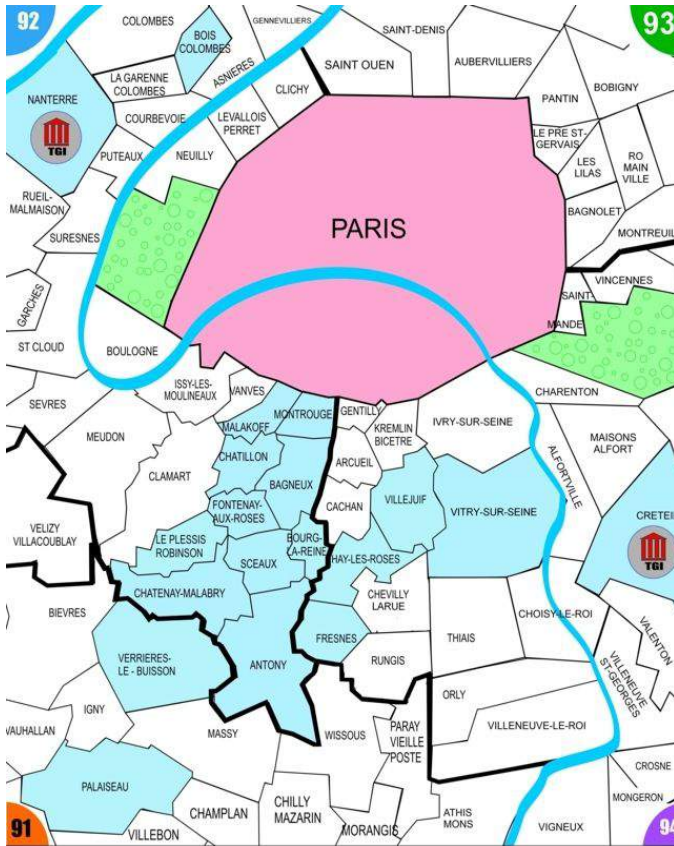 92
COLOMBES
BOIS
COLOMBES
GENNEVILLIERS
SAINT-DENIS
93
SAINT OUEN
AUBERVILLIERS
LA GARENNE
COLOMBES
ASNIERES
CLICHY
PANTIN
BOBIGNY
NANTERRE
TGI
COURBEVOIE
LEVALLOIS
PERRET
LE PRE ST-
GERVAIS
PUTEAUX
NEUILLY
LES
LILAS
RO
MAIN
VILLE
RUEIL-
MALMAISON
SURESNES
PARIS
BAGNOLET
MONTREUIL
GARCHES
VINCENNES
SAINT-
MANDE
ST CLOUD
BOULOGNE
ISSY-LES-
MOULINEAUX
VANVES
CHARENTON
SEVRES
MEUDON
MALAKOFF
MONTROUGE
GENTILLY
KREMLIN
BICETRE
IVRY-SUR-SEINE
ALFORTVILLE
MAISONS
ALFORT
CLAMART
CHATILLON
BAGNEUX
ARCUEIL
VILLEJUIF
VITRY-SUR-SEINE
CRETEIL
TGI
VELIZY
VILLACOUBLAY
FONTENAY-
AUX-ROSES
CACHAN
LE PLESSIS
ROBINSON
BOURG-
LA-REINE
SCEAUX
HAY-LES-ROSES
CHATENAY-MALABRY
CHEVILLY
LARUE
CHOISY-LE-ROI
VALENTON
BIEVRES
VERRIERES-
LE - BUISSON
ANTONY
FRESNES
THIAIS
RUNGIS
VILLENEUVE
ST-GEORGES
IGNY
ORLY
VAUHALLAN
MASSY
WISSOUS
PARAY
VIEILLE
POSTE
VILLENEUVE-LE-ROI
PALAISEAU
CROSNE
CHAMPLAN
CHILLY
MAZARIN
MONGERON
91
VILLEBON
MORANGIS
ATHIS
MONS
VIGNEUX
94